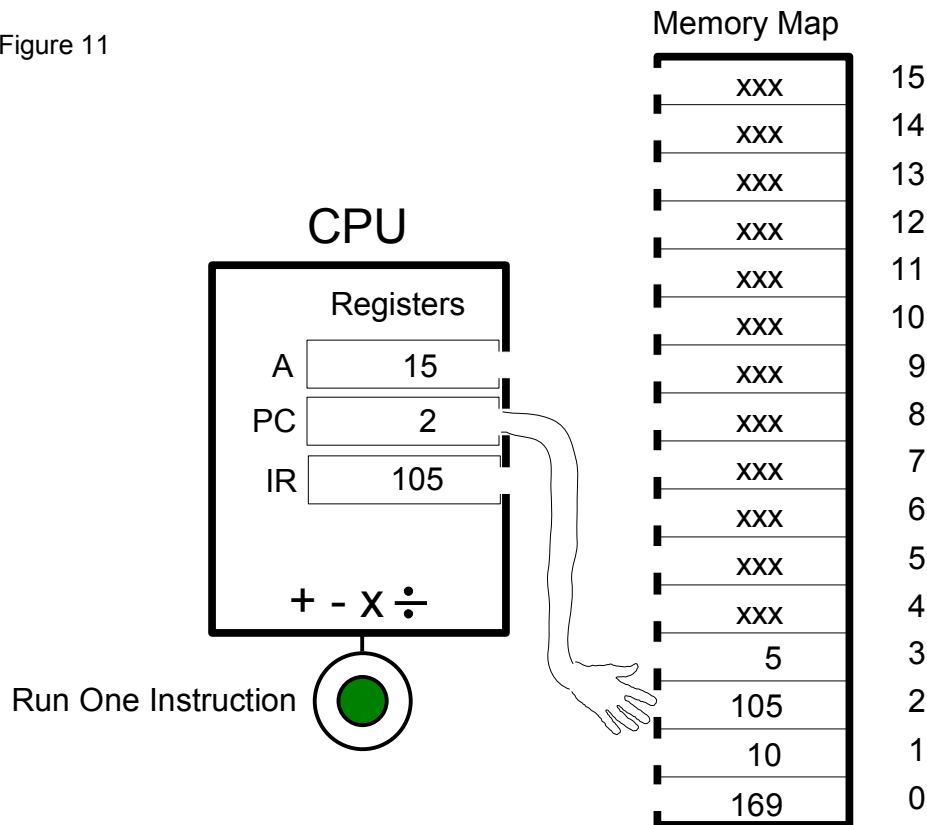 Figure 11
Memory Map
xxx 15
xxx 14
xxx 13
xxx 12
xxx 11
xxx 10
xxx 9
xxx 8
xxx 7
xxx 6
xxx 5
xxx 4
5 3
105 2
10 1
169 0
CPU
Registers
A 15
PC 2
IR 105
+ - x ÷
Run One Instruction